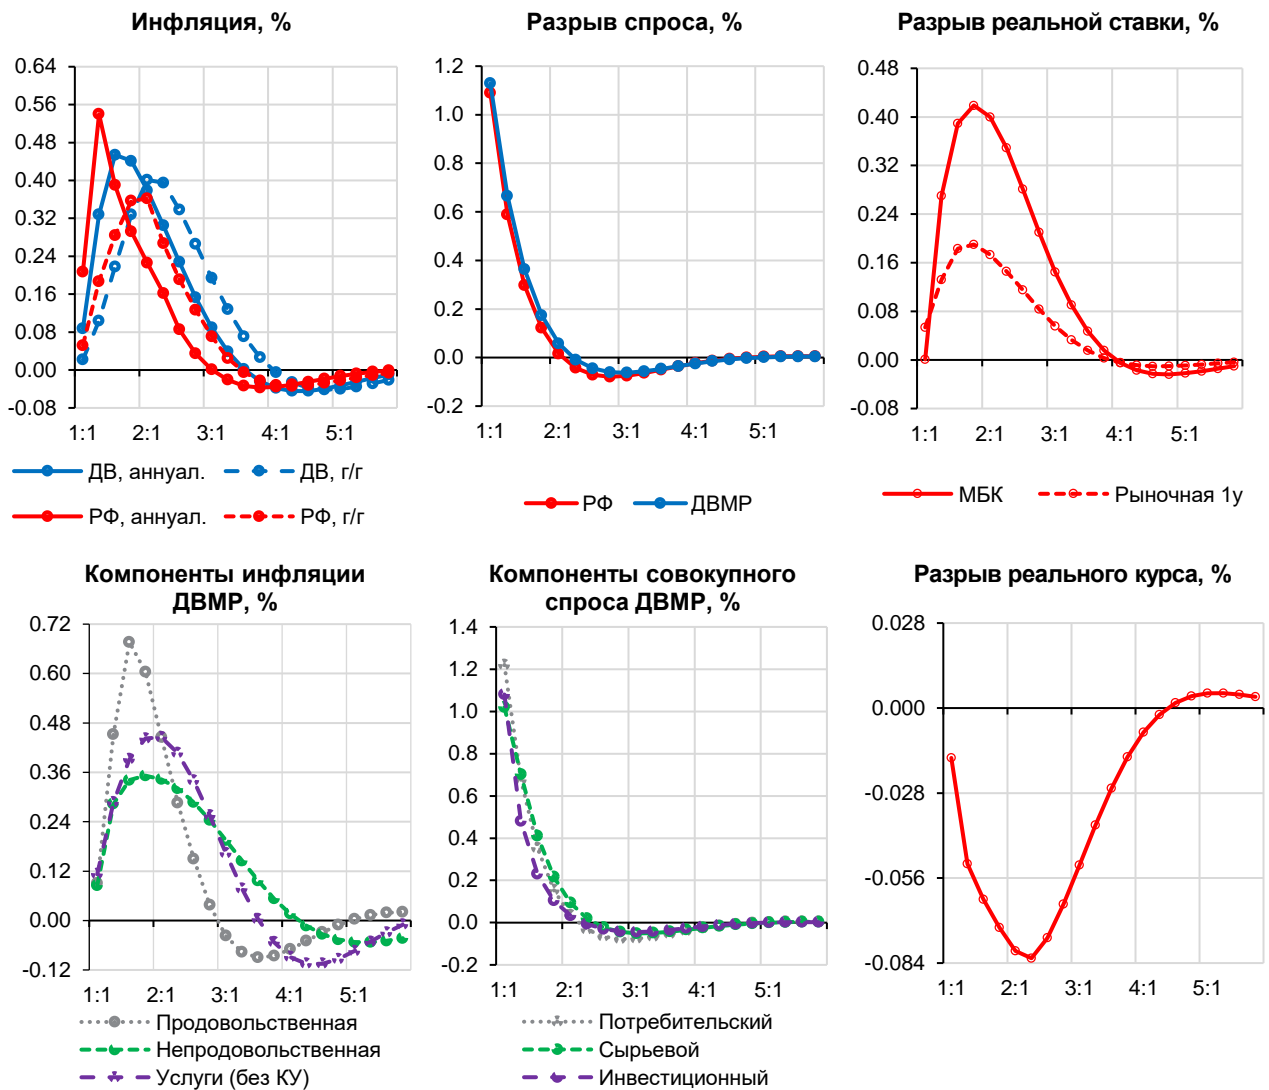 Инфляция, %
0.64
0.56
0.48
0.40
0.32
0.24
0.16
0.08
0.00
-0.08
1:1 2:1 3:1 4:1 5:1
ДВ, аннуал. ДВ, г/г
РФ, аннуал. РФ, г/г
Разрыв спроса, %
1.2
1.0
0.8
0.6
0.4
0.2
0.0
-0.2
1:1 2:1 3:1 4:1 5:1
РФ ДВМР
Разрыв реальной ставки, %
0.48
0.40
0.32
0.24
0.16
0.08
0.00
-0.08
1:1 2:1 3:1 4:1 5:1
МБК Рыночная 1у
Компоненты инфляции
ДВМР, %
0.72
0.60
0.48
0.36
0.24
0.12
0.00
-0.12
1:1 2:1 3:1 4:1 5:1
Продовольственная
Непродовольственная
Услуги (без КУ)
Компоненты совокупного
спроса ДВМР, %
1.4
1.2
1.0
0.8
0.6
0.4
0.2
0.0
-0.2
1:1 2:1 3:1 4:1 5:1
Потребительский
Сырьевой
Инвестиционный
Разрыв реального курса, %
0.028
0.000
-0.028
-0.056
-0.084
1:1 2:1 3:1 4:1 5:1